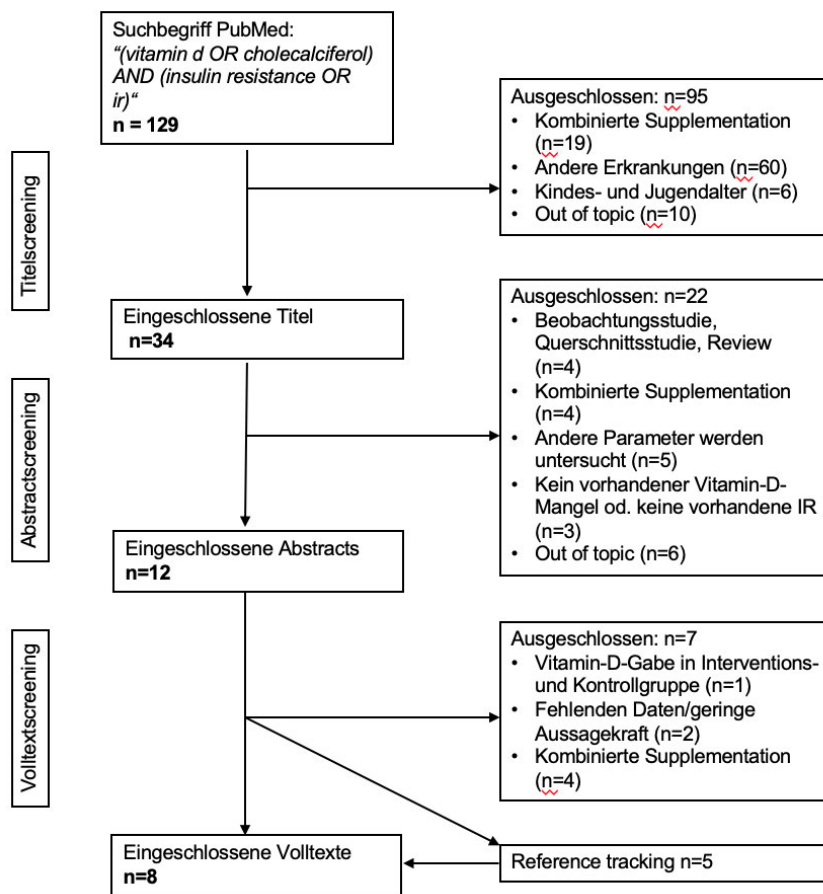 Suchbegriff PubMed:
“(vitamin d OR cholecalciferol)
AND (insulin resistance OR
ir)“
n = 129
Ausgeschlossen: n=95
• Kombinierte Supplementation
(n=19)
• Andere Erkrankungen (n=60)
• Kindes- und Jugendalter (n=6)
• Out of topic (n=10)
Titelscreening
Eingeschlossene Titel
n=34
Ausgeschlossen: n=22
• Beobachtungsstudie,
Querschnittsstudie, Review
(n=4)
• Kombinierte Supplementation
(n=4)
• Andere Parameter werden
untersucht (n=5)
• Kein vorhandener Vitamin-D-
Mangel od. keine vorhandene IR
(n=3)
• Out of topic (n=6)
Abstractscreening
Eingeschlossene Abstracts
n=12
Ausgeschlossen: n=7
• Vitamin-D-Gabe in Interventions-
und Kontrollgruppe (n=1)
• Fehlenden Daten/geringe
Aussagekraft (n=2)
• Kombinierte Supplementation
(n=4)
Volltextscreening
Eingeschlossene Volltexte
n=8
Reference tracking n=5